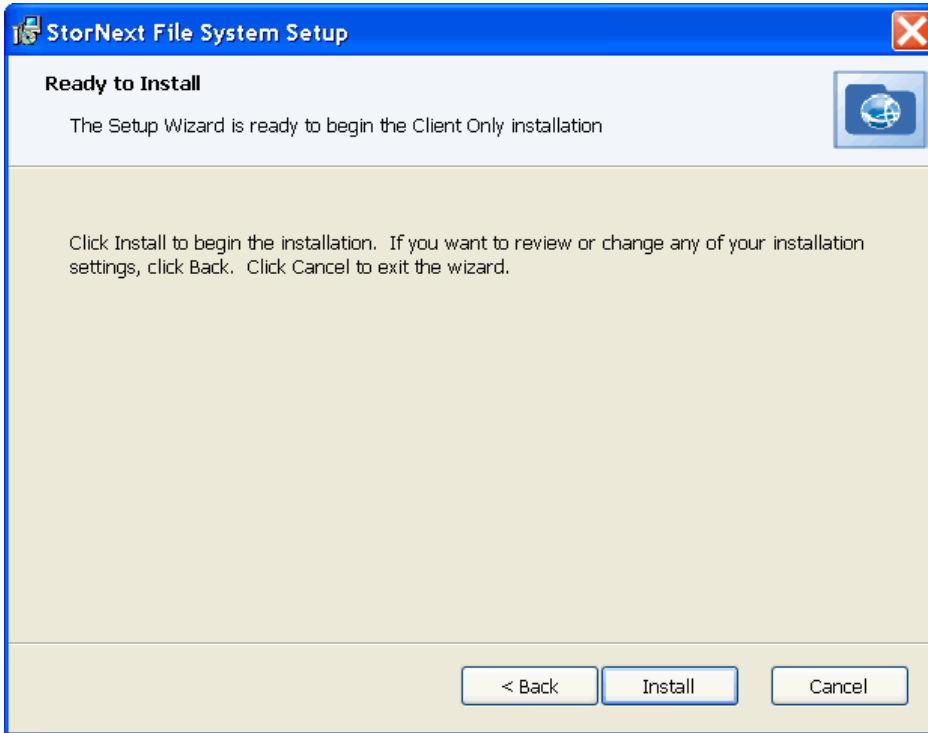 StorNext File System Setup
Ready to Install
The Setup Wizard is ready to begin the Client Only installation
Click Install to begin the installation.  If you want to review or change any of your installation
settings, click Back.  Click Cancel to exit the wizard.
< Back
Install
Cancel